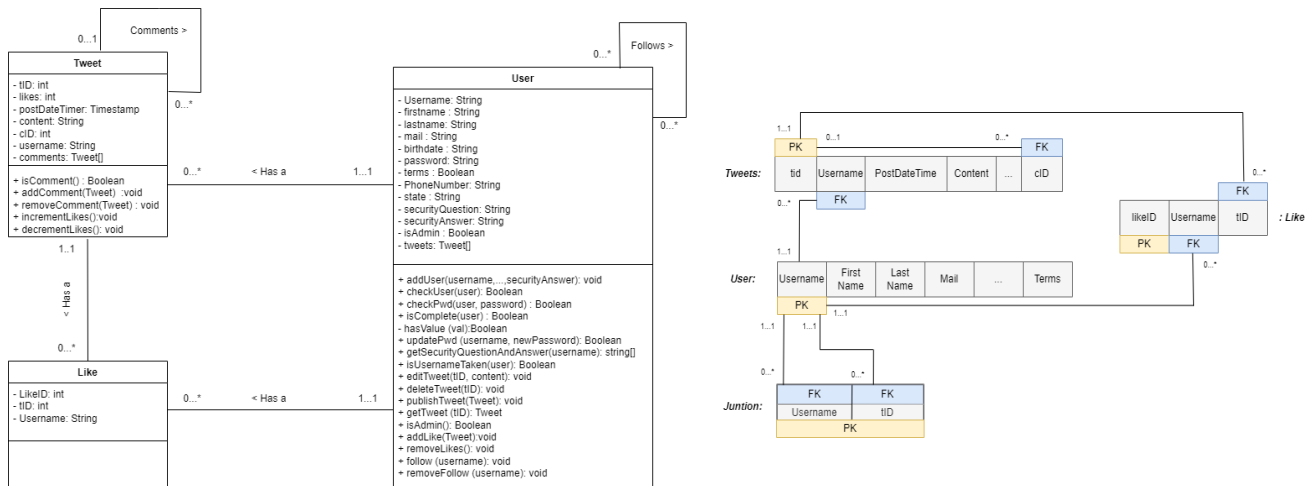 Comments >
0...1
0...*
Tweet
- tID: int
- likes: int
- postDateTimer: Timestamp
- content: String
- cID: int
- username: String
- comments: Tweet[]
+ isComment() : Boolean
+ addComment(Tweet) :void
+ removeComment(Tweet) : void
+ incrementLikes():void
+ decrementLikes(): void
0...* < Has a 1...1
1...1
< Has a
0...*
Like
- LikeID: int
- tID: int
- Username: String
0...* < Has a 1...1
Follows >
0...*
0...*
User
- Username: String
- firstname : String
- lastname: String
- mail : String
- birthdate : String
- password: String
- terms : Boolean
- PhoneNumber: String
- state : String
- securityQuestion: String
- securityAnswer: String
- isAdmin : Boolean
- tweets: Tweet[]
+ addUser(username,...,securityAnswer): void
+ checkUser(user): Boolean
+ checkPwd(user, password) : Boolean
+ isComplete(user) : Boolean
- hasValue (val):Boolean
+ updatePwd (username, newPassword): Boolean
+ getSecurityQuestionAndAnswer(username): string[]
+ isUsernameTaken(user): Boolean
+ editTweet(tID, content): void
+ deleteTweet(tID): void
+ publishTweet(Tweet): void
+ getTweet (tID): Tweet
+ isAdmin(): Boolean
+ addLike(Tweet):void
+ removeLikes(): void
+ follow (username): void
+ removeFollow (username): void
1...1 0...1 0...*
PK FK
Tweets: tid Username PostDateTime Content ... cID
0...* FK
0...*
FK
likeID Username tID : Like
PK FK
0...*
1...1
User: Username First Name Last Name Mail ... Terms
PK
1...1 1...1 1...1
0...* 0...*
FK FK
Juntion: Username tID
PK